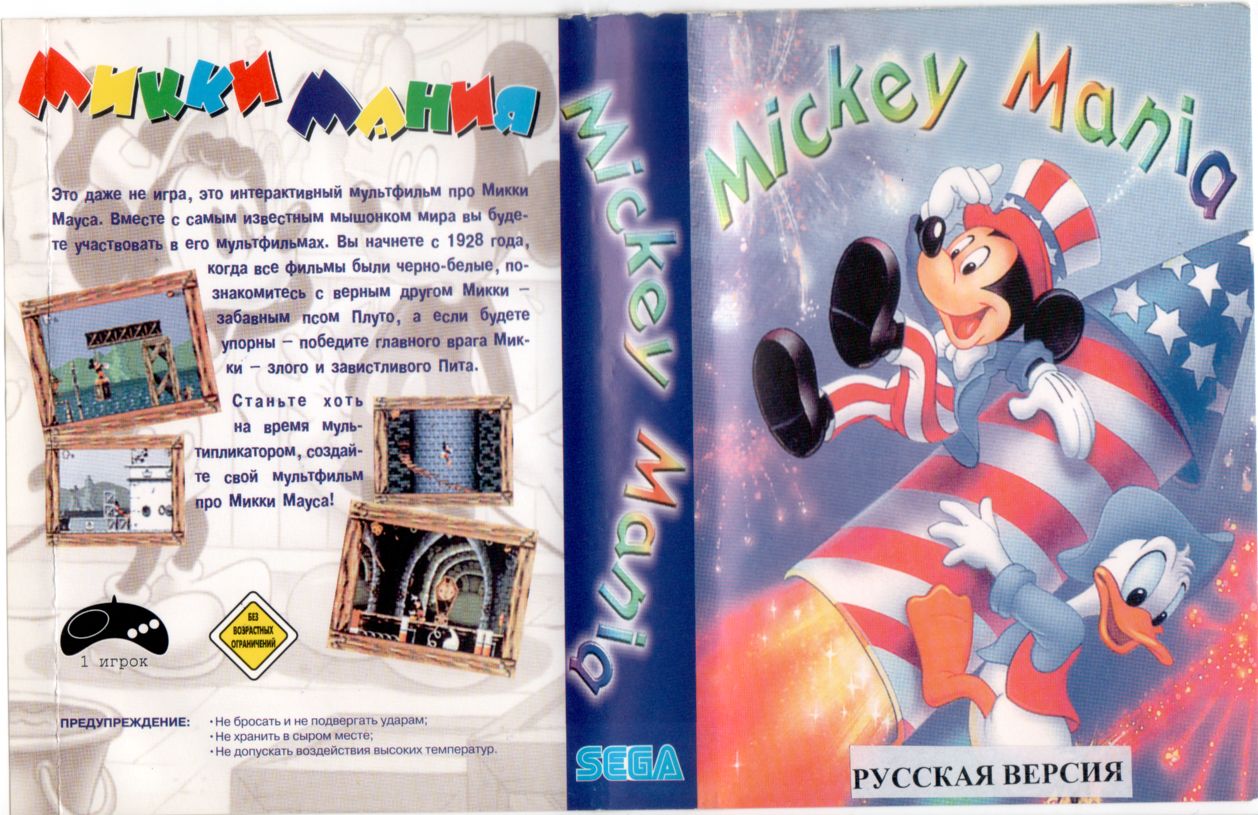 Микки Мания
Это даже не игра, это интерактивный мультфильм про Микки
Мауса. Вместе с самым известным мышонком мира вы буде-
те участвовать в его мультфильмах. Вы начнете с 1928 года,
когда все фильмы были черно-белые, по-
знакомитесь с верным другом Микки –
забавным псом Плуто, а если будете
упорны – победите главного врага Мик-
ки – злого и завистливого Пита.
Станьте хоть
на время муль-
типликатором, создай-
те свой мультфильм
про Микки Мауса!
1 игрок
БЕЗ
ВОЗРАСТНЫХ
ОГРАНИЧЕНИЙ
ПРЕДУПРЕЖДЕНИЕ:
• Не бросать и не подвергать ударам;
• Не хранить в сыром месте;
• Не допускать воздействия высоких температур.
Mickey Mania
SEGA
Mickey Mania
РУССКАЯ ВЕРСИЯ